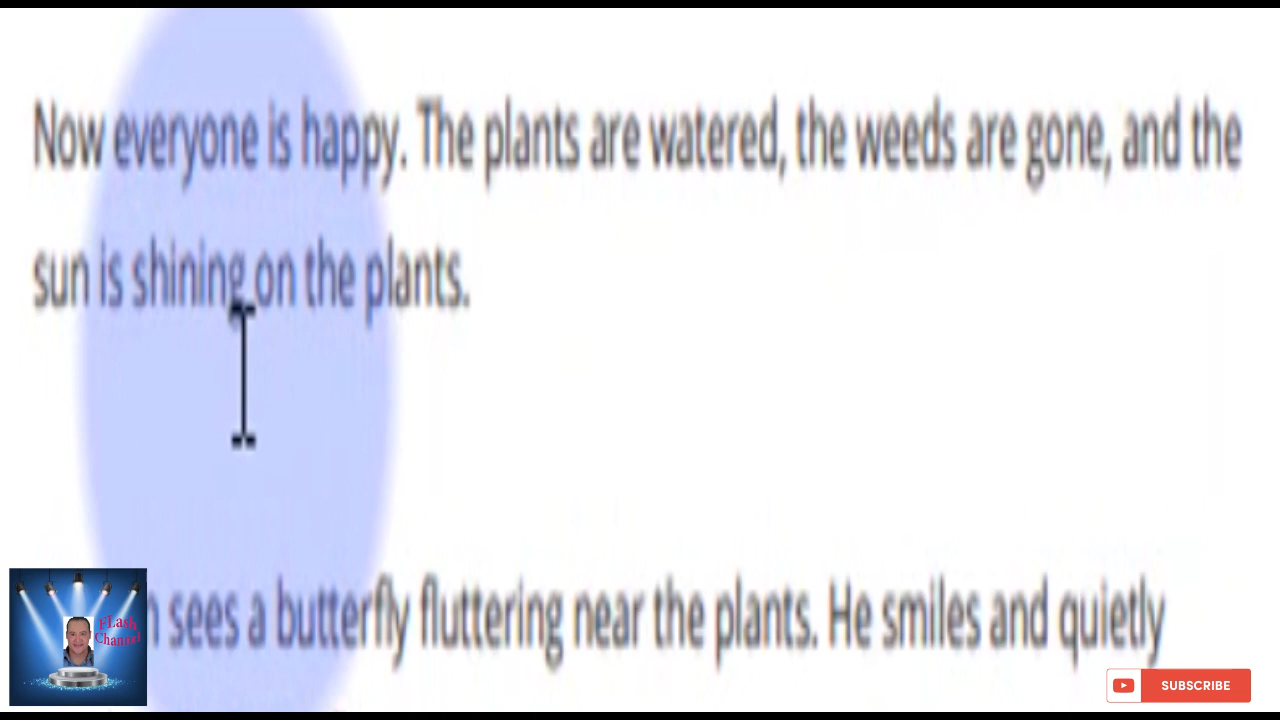 Now everyone is happy. The plants are watered, the weeds are gone, and the
sun is shining on the plants.
sees a butterfly fluttering near the plants. He smiles and quietly
FLash
Channel
SUBSCRIBE